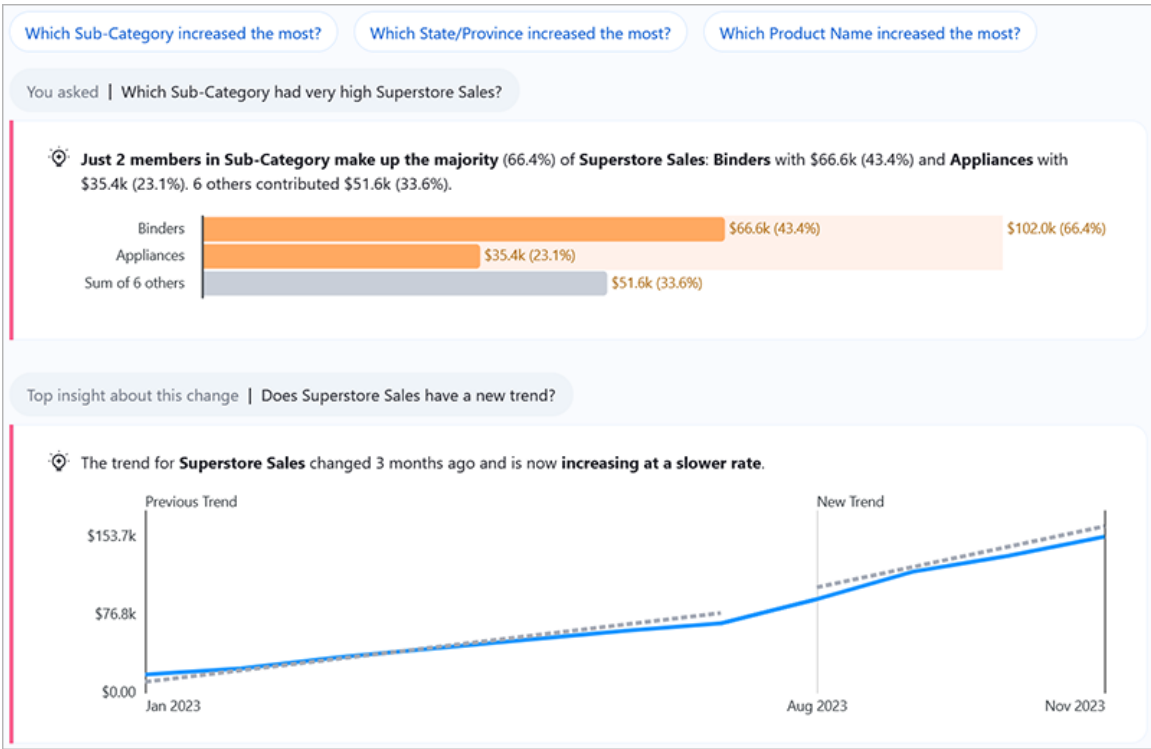 Which Sub-Category increased the most? Which State/Province increased the most? Which Product Name increased the most?
You asked | Which Sub-Category had very high Superstore Sales?
Just 2 members in Sub-Category make up the majority (66.4%) of Superstore Sales: Binders with $66.6k (43.4%) and Appliances with
$35.4k (23.1%). 6 others contributed $51.6k (33.6%).
Binders $66.6k (43.4%) $102.0k (66.4%)
Appliances $35.4k (23.1%)
Sum of 6 others $51.6k (33.6%)
Top insight about this change | Does Superstore Sales have a new trend?
The trend for Superstore Sales changed 3 months ago and is now increasing at a slower rate.
Previous Trend New Trend
$153.7k
$76.8k
$0.00
Jan 2023 Aug 2023 Nov 2023